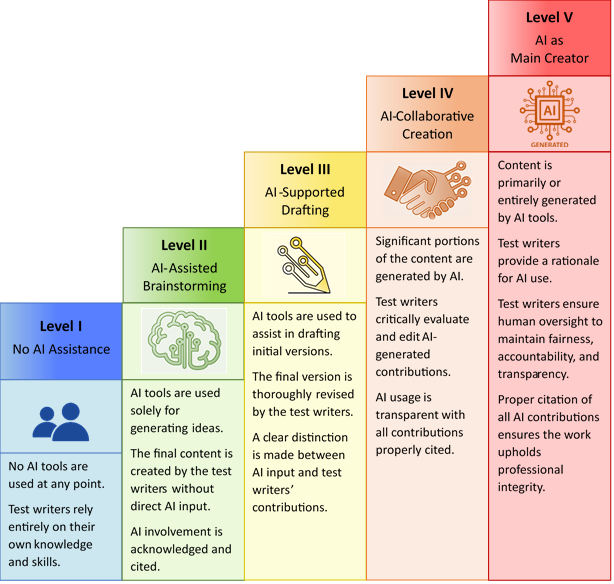 Level I
No AI Assistance
No AI tools are
used at any point.
Test writers rely
entirely on their
own knowledge
and skills.
Level II
AI-Assisted
Brainstorming
AI tools are used
solely for
generating ideas.
The final content is
created by the test
writers without
direct AI input.
AI involvement is
acknowledged and
cited.
Level III
AI-Supported
Drafting
AI tools are used to
assist in drafting
initial versions.
The final version is
thoroughly revised
by the test writers.
A clear distinction
is made between
AI input and test
writers’
contributions.
Level IV
AI-Collaborative
Creation
Significant portions
of the content are
generated by AI.
Test writers
critically evaluate
and edit AI-
generated
contributions.
AI usage is
transparent with
all contributions
properly cited.
Level V
AI as
Main Creator
AI
GENERATED
Content is
primarily or
entirely generated
by AI tools.
Test writers
provide a rationale
for AI use.
Test writers ensure
human oversight to
maintain fairness,
accountability, and
transparency.
Proper citation of
all AI contributions
ensures the work
upholds
professional
integrity.